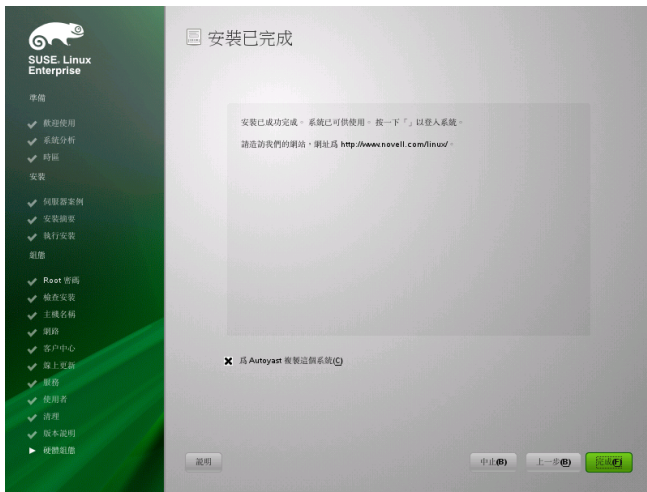 SUSE. Linux
Enterprise
準備
歡迎使用
系統分析
時區
安裝
伺服器案例
安裝摘要
執行安裝
組態
Root 密碼
檢查安裝
主機名稱
網路
客戶中心
線上更新
服務
使用者
清理
版本說明
硬體組態
安裝已完成
安裝已成功完成。 系統已可供使用。 按一下「」以登入系統。
請造訪我們的網站,網址爲 http://www.novell.com/linux/。
爲 Autoyast 複製這個系統(C)
說明
中止(B)
上一步(B)
完成(F)